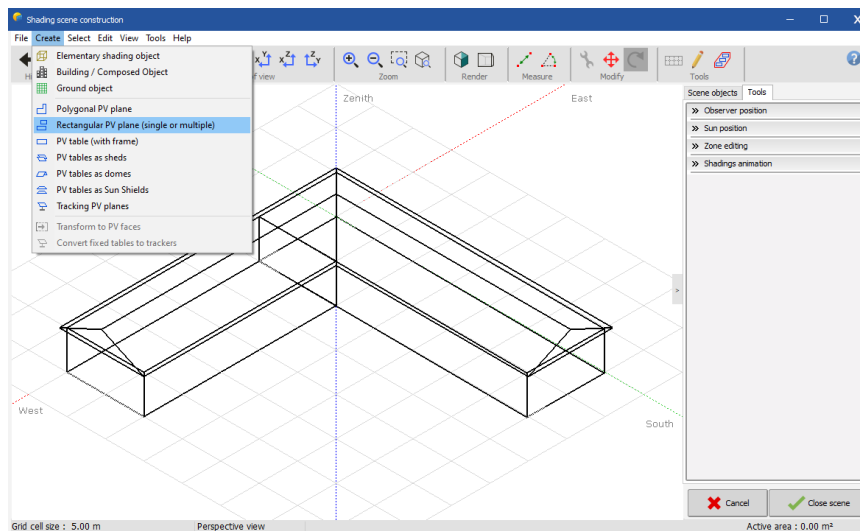 Shading scene construction
File Create Select Edit View Tools Help
Elementary shading object
Building / Composed Object
Ground object
Polygonal PV plane
Rectangular PV plane (single or multiple)
PV table (with frame)
PV tables as sheds
PV tables as domes
PV tables as Sun Shields
Tracking PV planes
Transform to PV faces
Convert fixed tables to trackers
Zoom
Render
Measure
Modify
Tools
Scene objects Tools
Observer position
Sun position
Zone editing
Shadings animation
Zenith
East
West
South
Cancel
Close scene
Grid cell size : 5.00 m
Perspective view
Active area : 0.00 m²